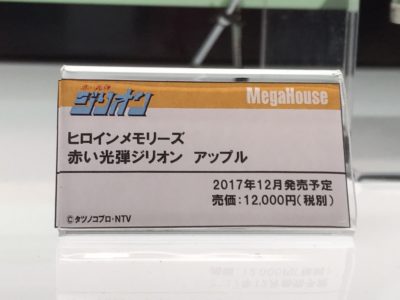 赤い光弾
ジリオン
MegaHouse
ヒロインメモリーズ
赤い光弾ジリオン アップル
2017年12月発売予定
売価:12,000円(税別)
©タツノコプロ・NTV